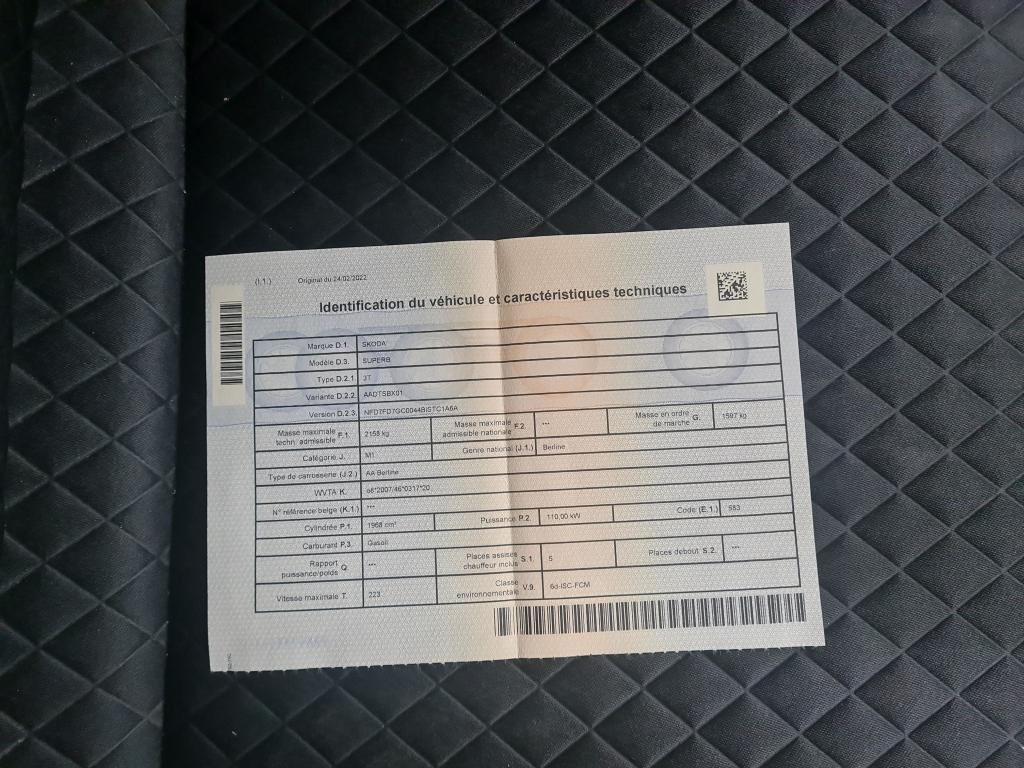 (I.1.) Original du 24/02/2022
Identification du véhicule et caractéristiques techniques
Marque D.1. SKODA
Modèle D.3. SUPERB
Type D.2.1 3T
Variante D.2.2. AADTSBX01
Version D.2.3. NFD7FD7GC0044BISTC1A6A
Masse maximale techn. admissible F.1. 2158 kg Masse maximale admissible nationale F.2. --- Masse en ordre de marche G. 1597 kg
Catégorie J. M1 Genre national (J.1.) Berline
Type de carrosserie (J.2.) AA Berline
WVTA K. e8*2007/46*0317*20
N° référence belge (K.1.) ---
Cylindrée P.1. 1968 cm³ Puissance P.2. 110,00 kW Code (E.1.) 583
Carburant P.3. Gasoil
Rapport puissance/poids Q. --- Places assises chauffeur inclus S.1. 5 Places debout S.2. ---
Vitesse maximale T. 223 Classe environnementale V.9. 6d-ISC-FCM